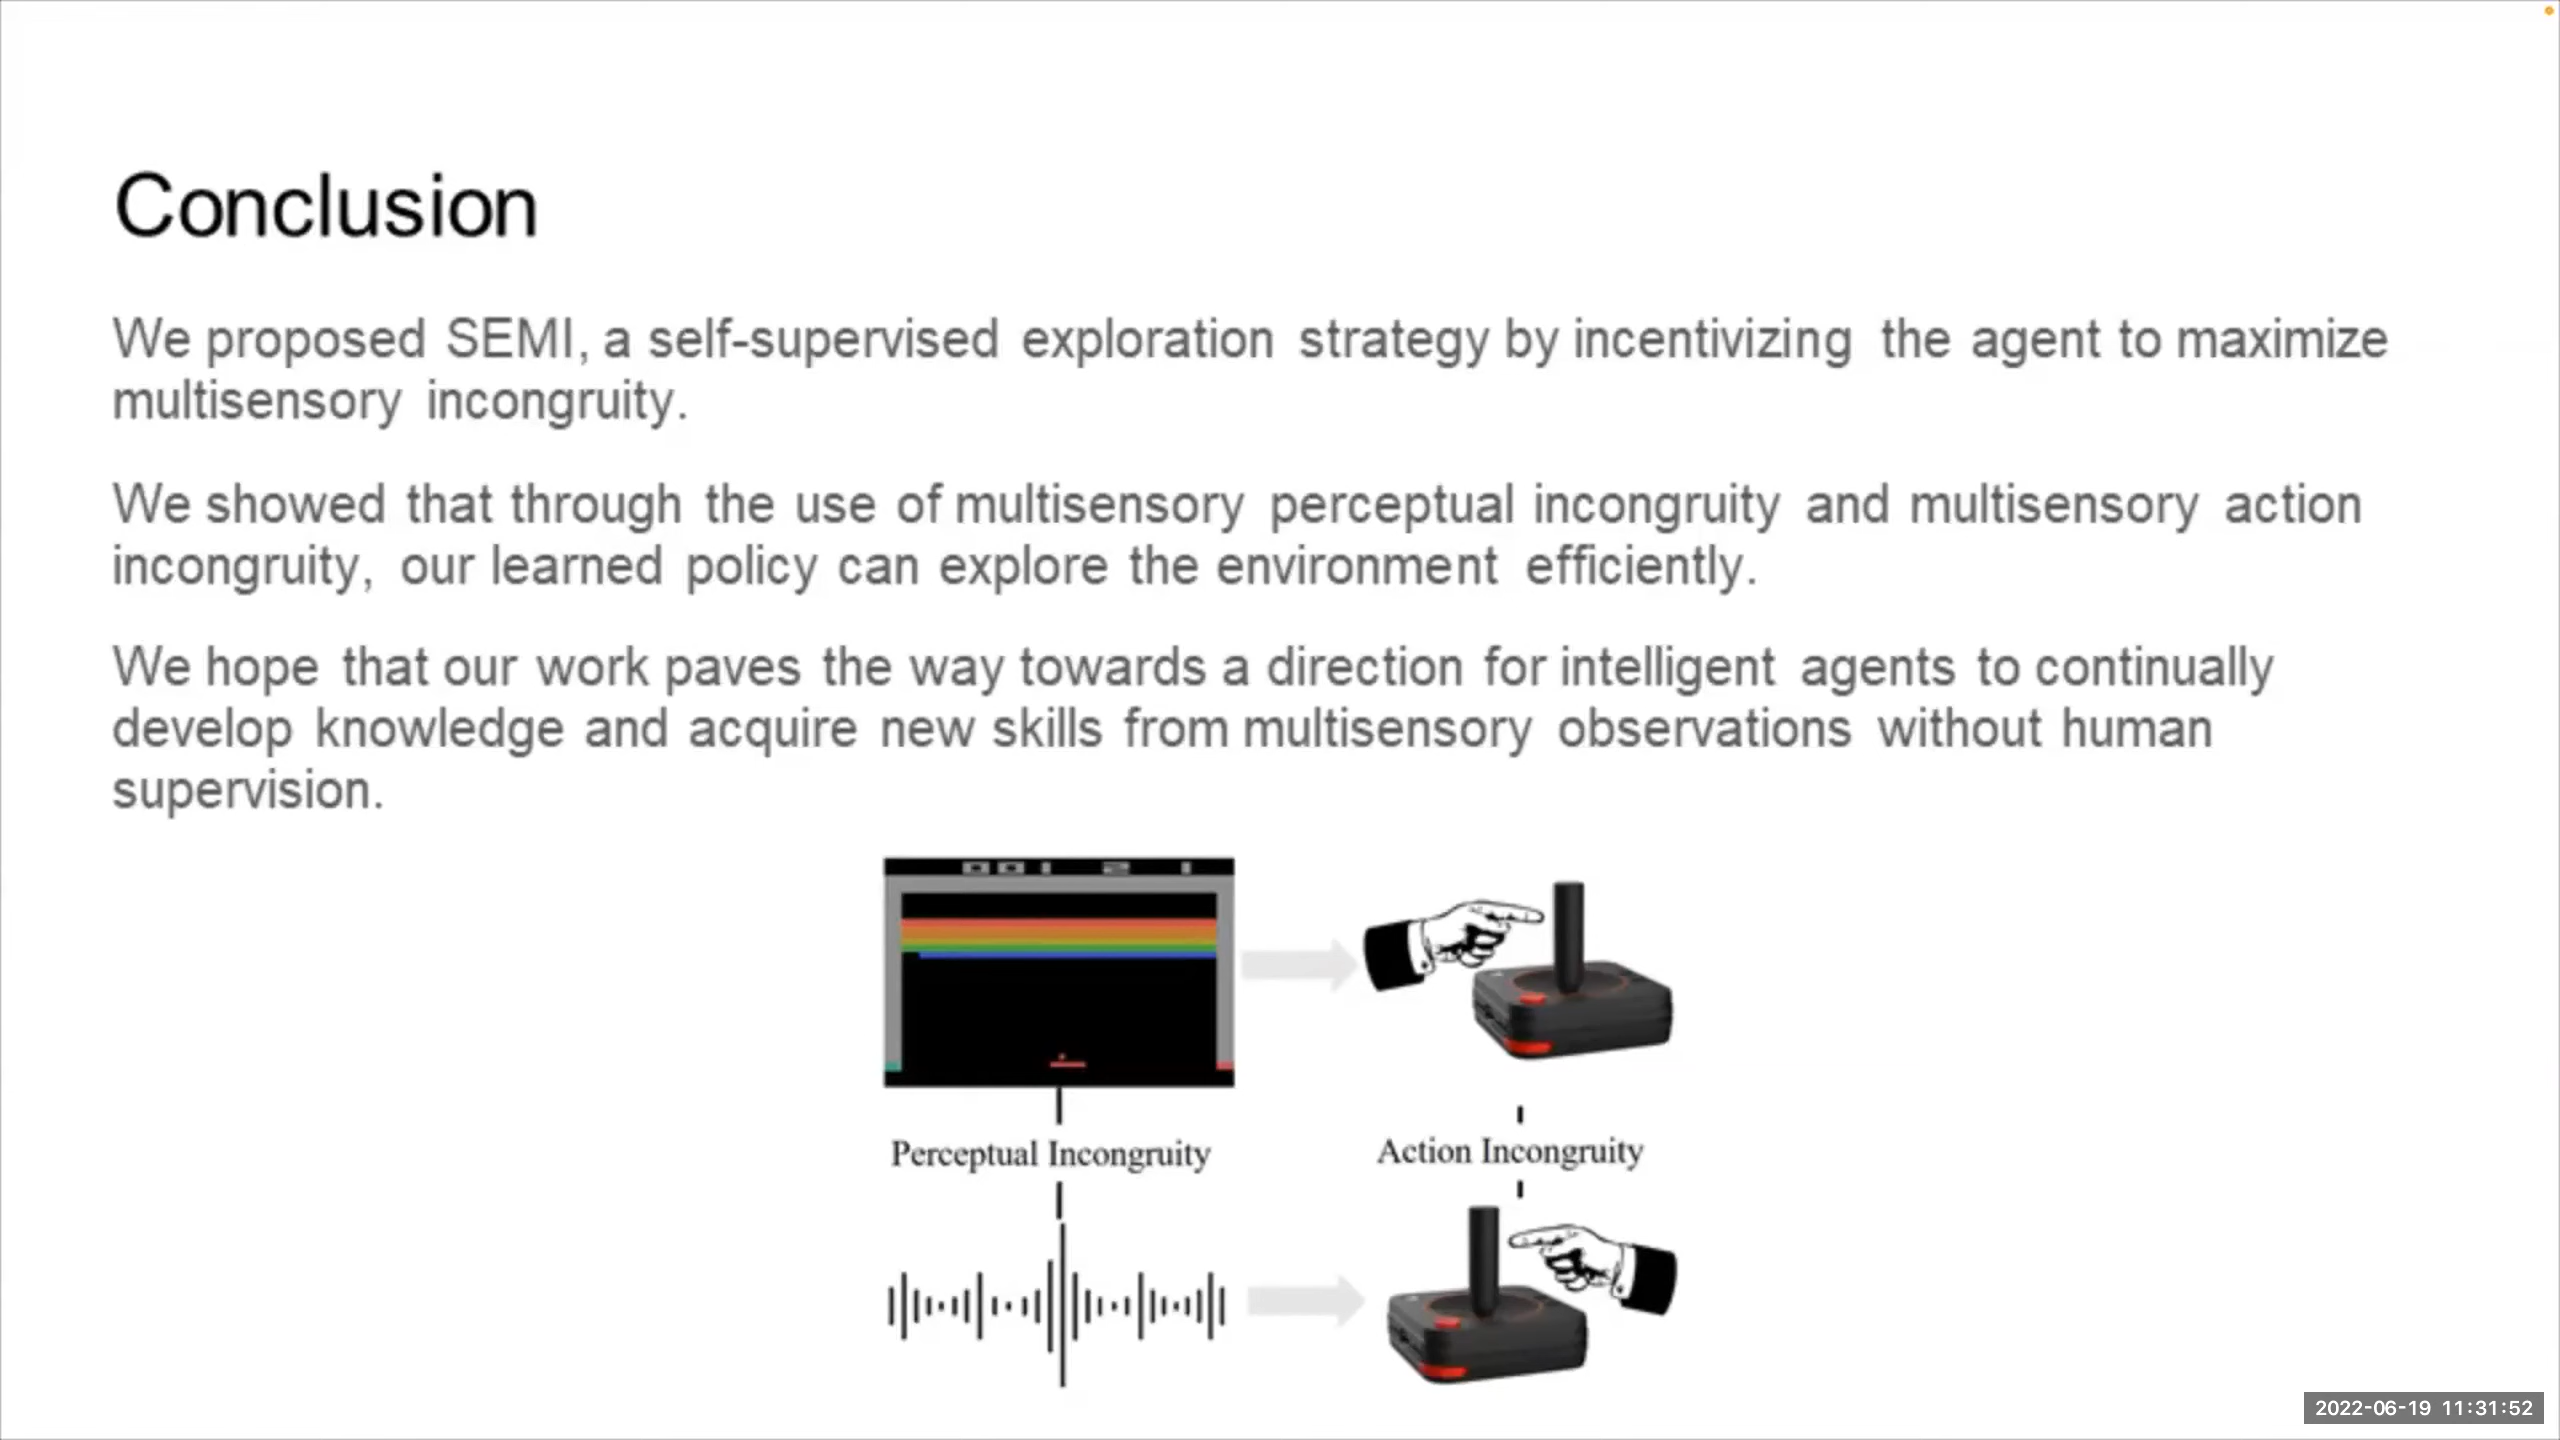 Conclusion
We proposed SEMI, a self-supervised exploration strategy by incentivizing the agent to maximize
multisensory incongruity.
We showed that through the use of multisensory perceptual incongruity and multisensory action
incongruity, our learned policy can explore the environment efficiently.
We hope that our work paves the way towards a direction for intelligent agents to continually
develop knowledge and acquire new skills from multisensory observations without human
supervision.
Perceptual Incongruity
Action Incongruity
2022-06-19 11:31:52